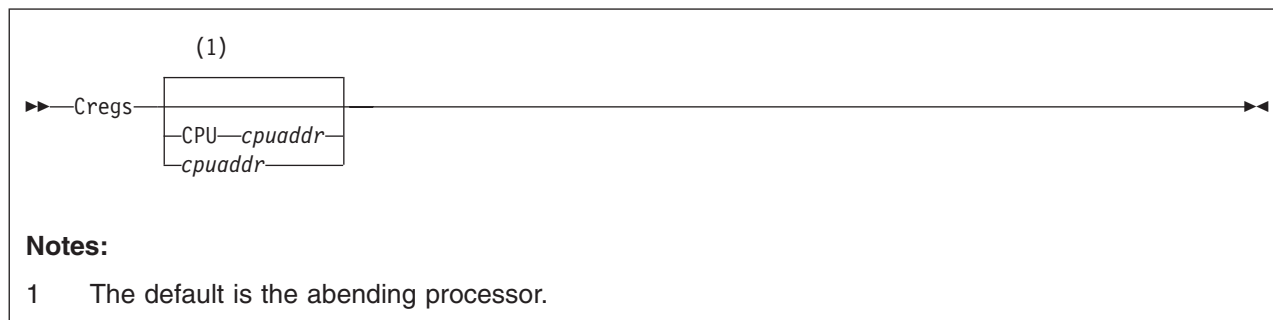 (1)
Cregs
CPU cpuaddr
cpuaddr
Notes:
1 The default is the abending processor.